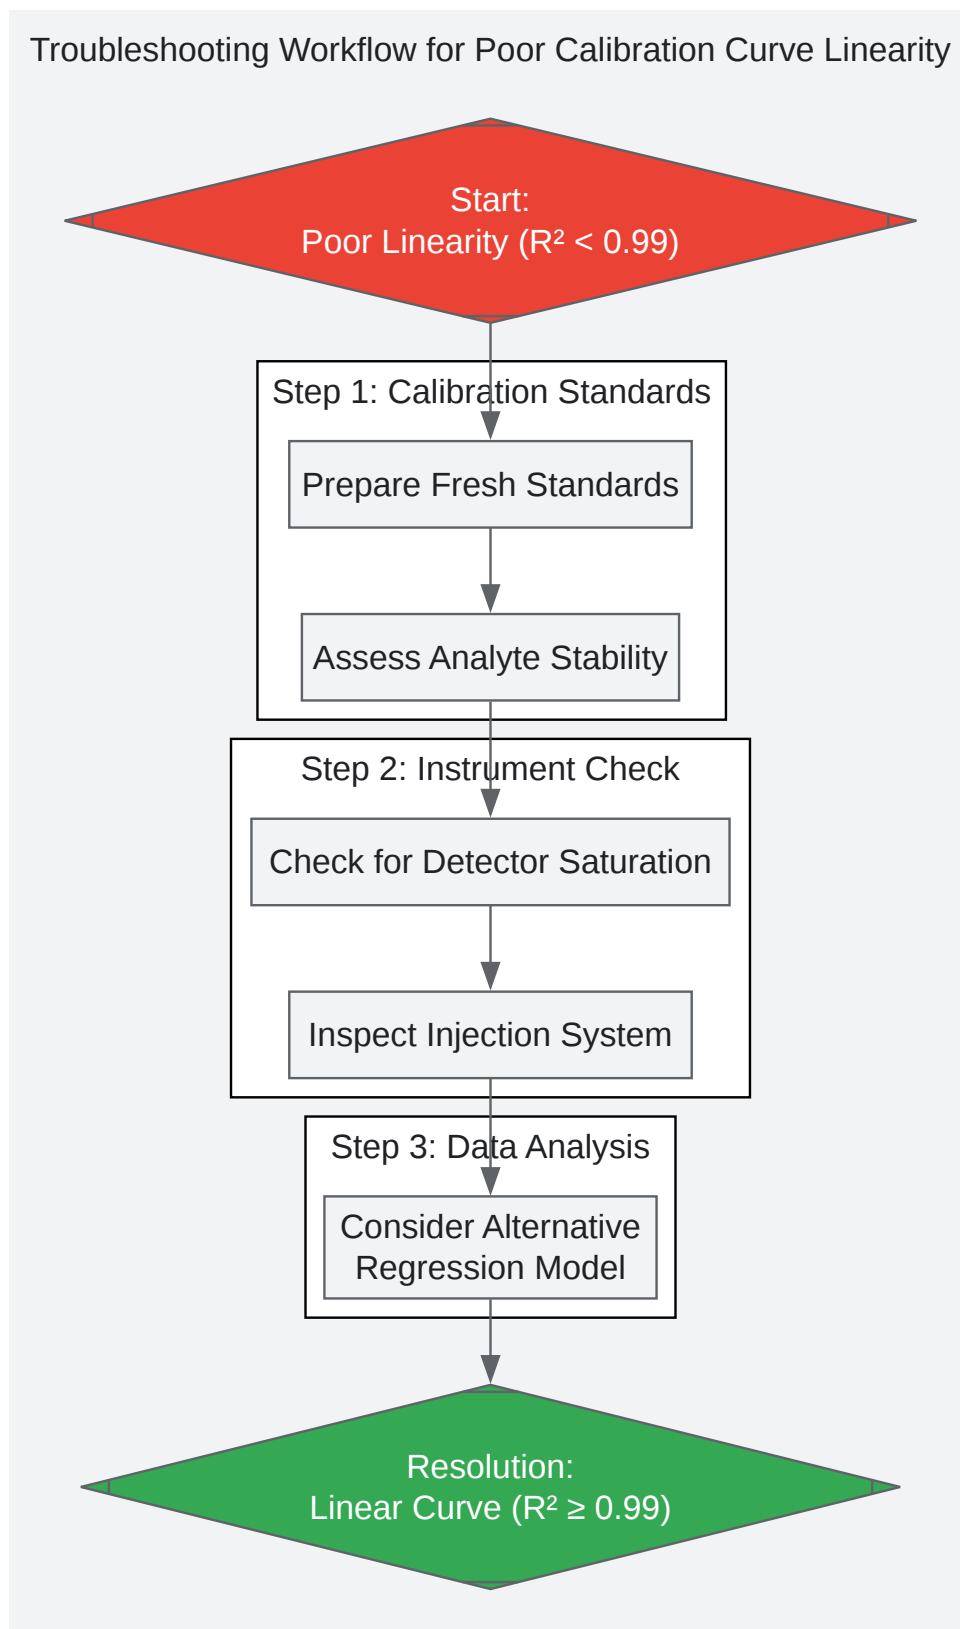 Troubleshooting Workflow for Poor Calibration Curve Linearity
Start:
Poor Linearity (R² < 0.99)
Step 1: Calibration Standards
Prepare Fresh Standards
Assess Analyte Stability
Step 2: Instrument Check
Check for Detector Saturation
Inspect Injection System
Step 3: Data Analysis
Consider Alternative
Regression Model
Resolution:
Linear Curve (R² ≥ 0.99)